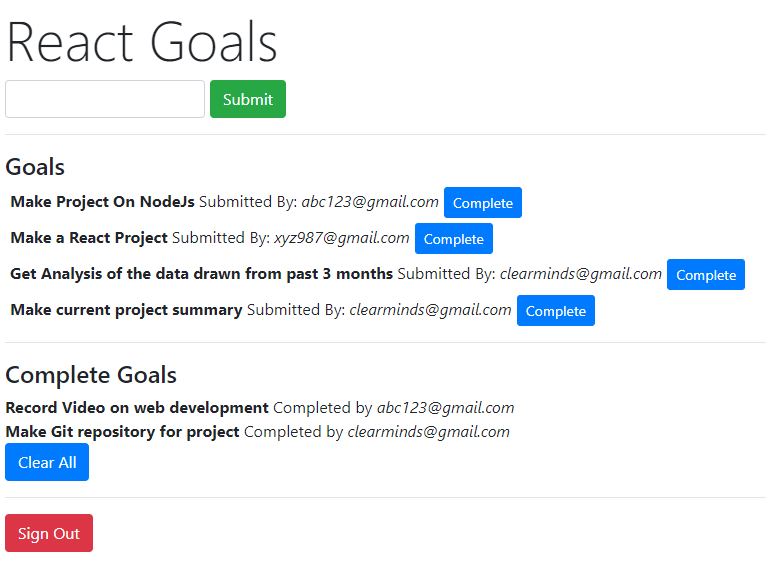 React Goals
Submit
Goals
Make Project On NodeJs Submitted By: abc123@gmail.com Complete
Make a React Project Submitted By: xyz987@gmail.com Complete
Get Analysis of the data drawn from past 3 months Submitted By: clearminds@gmail.com Complete
Make current project summary Submitted By: clearminds@gmail.com Complete
Complete Goals
Record Video on web development Completed by abc123@gmail.com
Make Git repository for project Completed by clearminds@gmail.com
Clear All
Sign Out